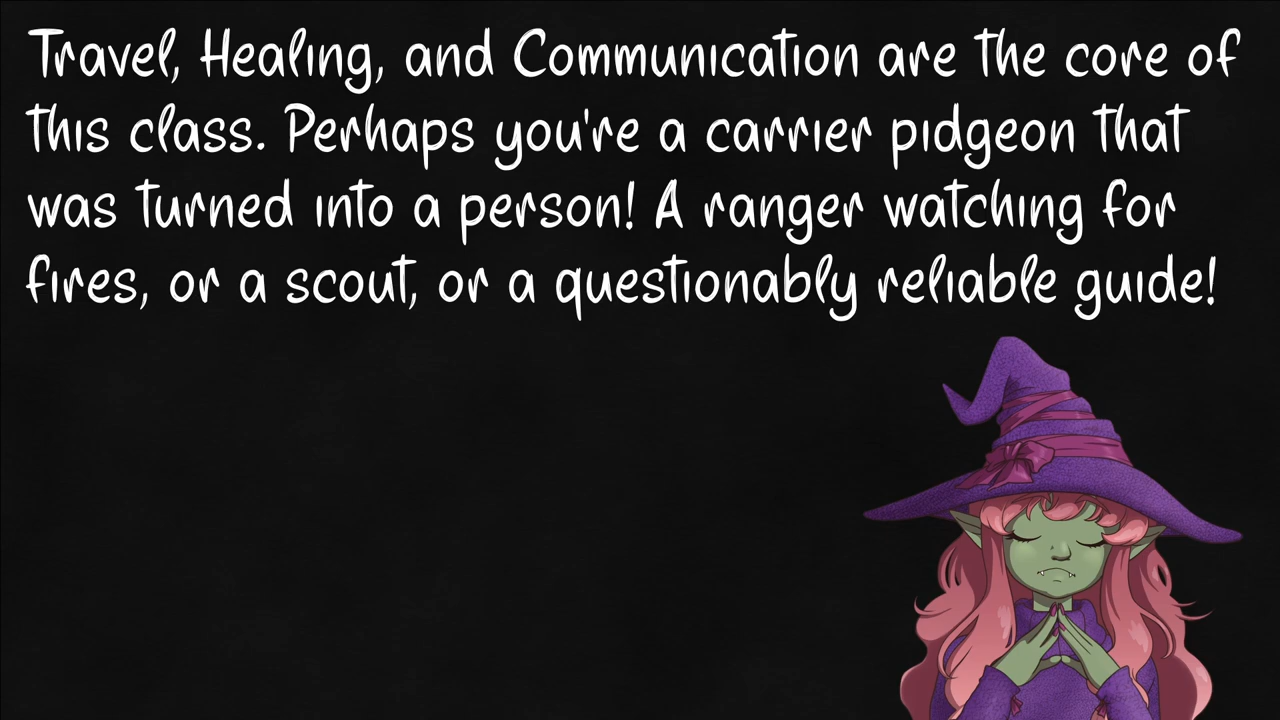 Travel, Healing, and Communication are the core of
this class. Perhaps you're a carrier pidgeon that
was turned into a person! A ranger watching for
fires, or a scout, or a questionably reliable guide!